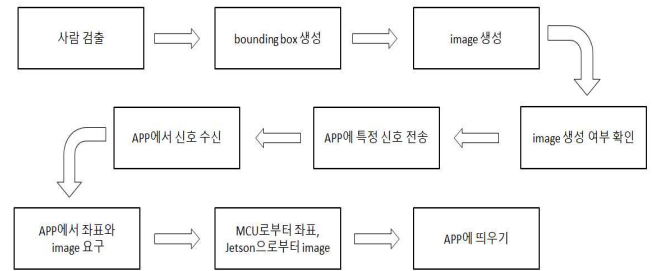 사람 검출
bounding box 생성
image 생성
image 생성 여부 확인
APP에 특정 신호 전송
APP에서 신호 수신
APP에서 좌표와
image 요구
MCU로부터 좌표,
Jetson으로부터 image
APP에 띄우기